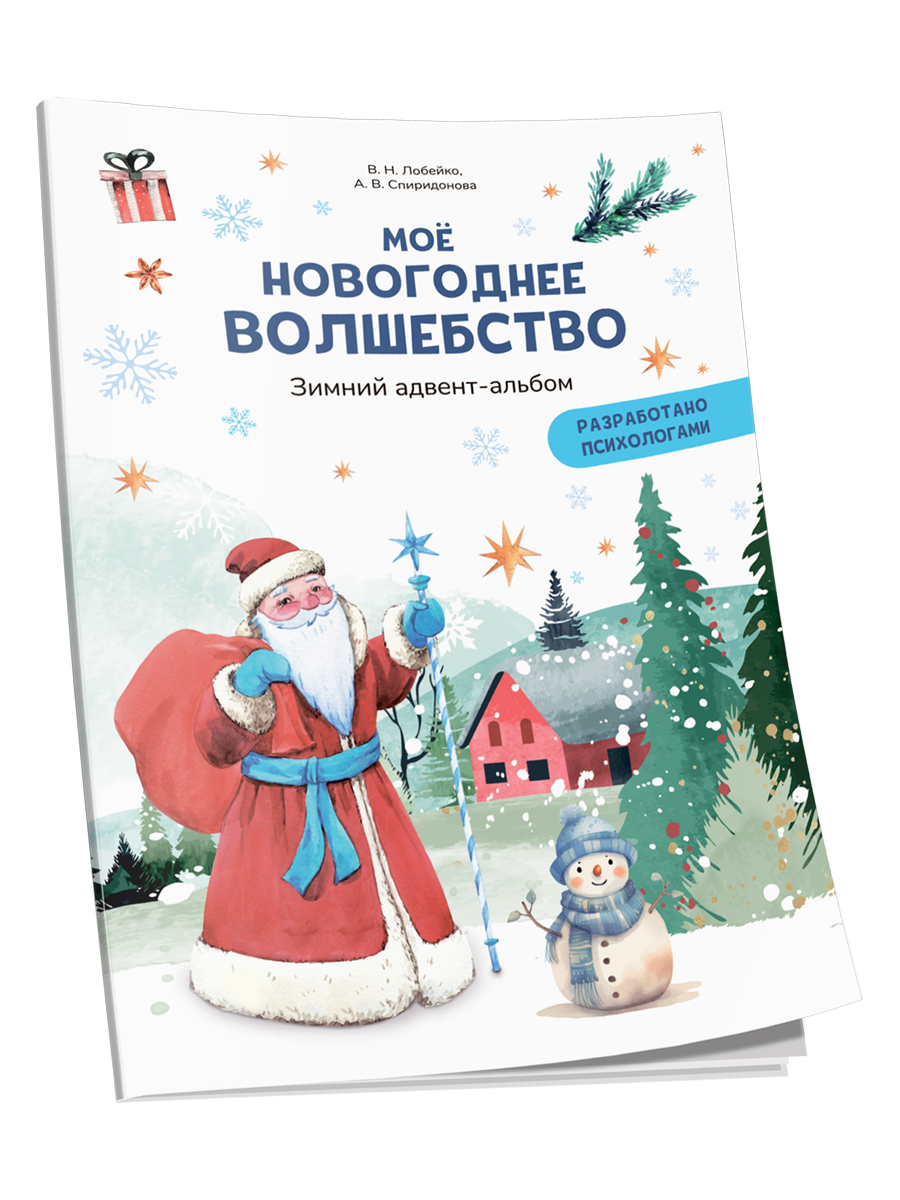 В. Н. Лобейко,
А. В. Спиридонова
МОЁ
НОВОГОДНЕЕ
ВОЛШЕБСТВО
Зимний адвент-альбом
РАЗРАБОТАНО
ПСИХОЛОГАМИ